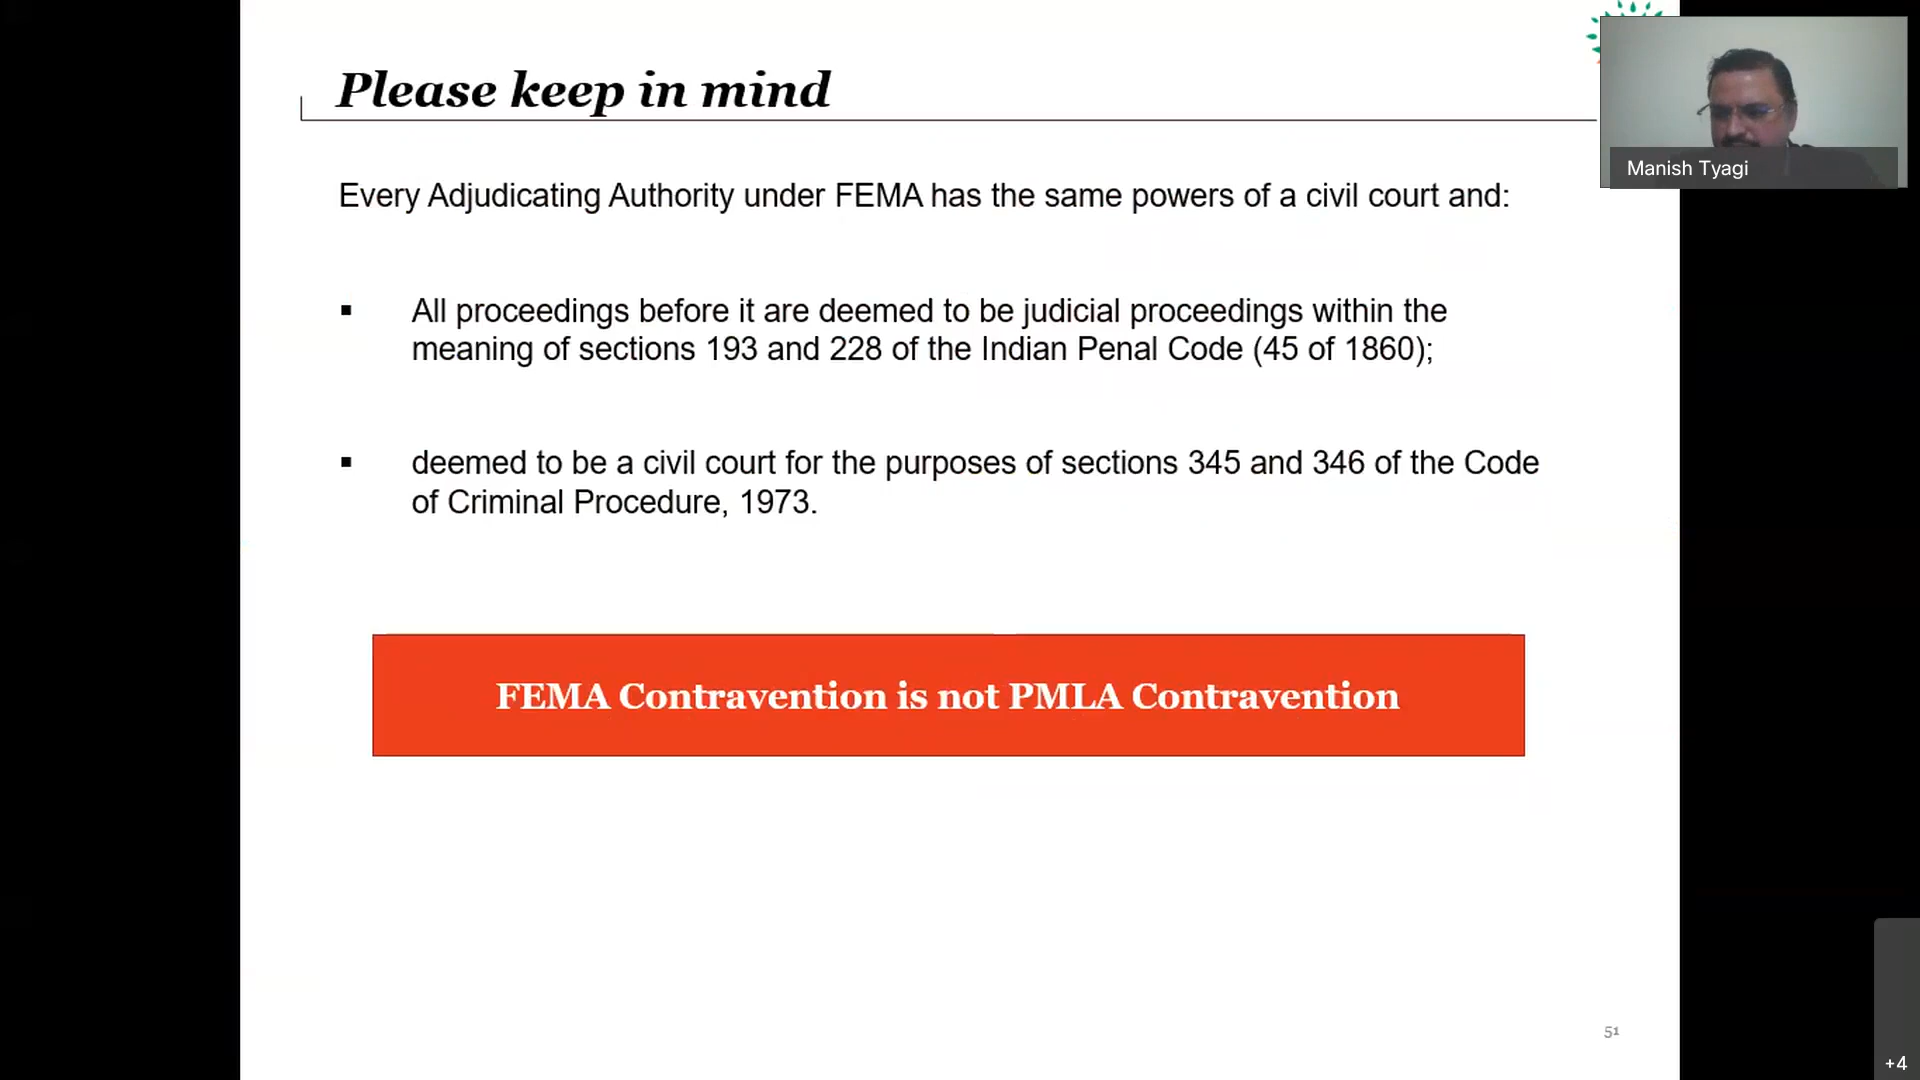 Please keep in mind
Manish Tyagi
Every Adjudicating Authority under FEMA has the same powers of a civil court and:
▪ All proceedings before it are deemed to be judicial proceedings within the
meaning of sections 193 and 228 of the Indian Penal Code (45 of 1860);
▪ deemed to be a civil court for the purposes of sections 345 and 346 of the Code
of Criminal Procedure, 1973.
FEMA Contravention is not PMLA Contravention
51
+4